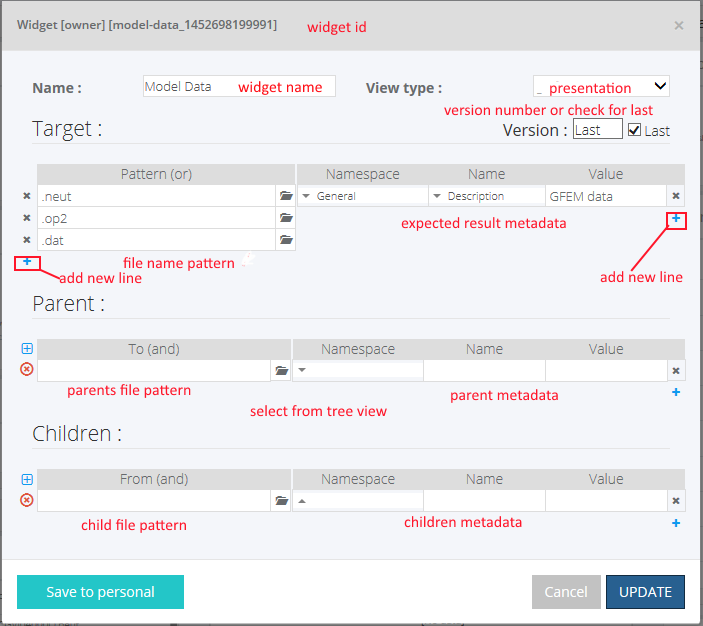 Widget [owner] [model-data_1452698199991] widget id ×
Name : Model Data widget name View type : _ presentation
version number or check for last
Target : Version : Last Last
Pattern (or) Namespace Name Value
.neut General Description GFEM data
.op2 expected result metadata
.dat
file name pattern
add new line add new line
Parent :
To (and) Namespace Name Value
parents file pattern parent metadata
select from tree view
Children :
From (and) Namespace Name Value
child file pattern children metadata
Save to personal Cancel UPDATE